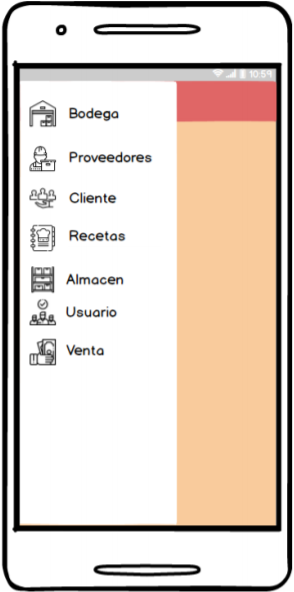 10:59
Bodega
Proveedores
Cliente
Recetas
Almacen
Usuario
Venta